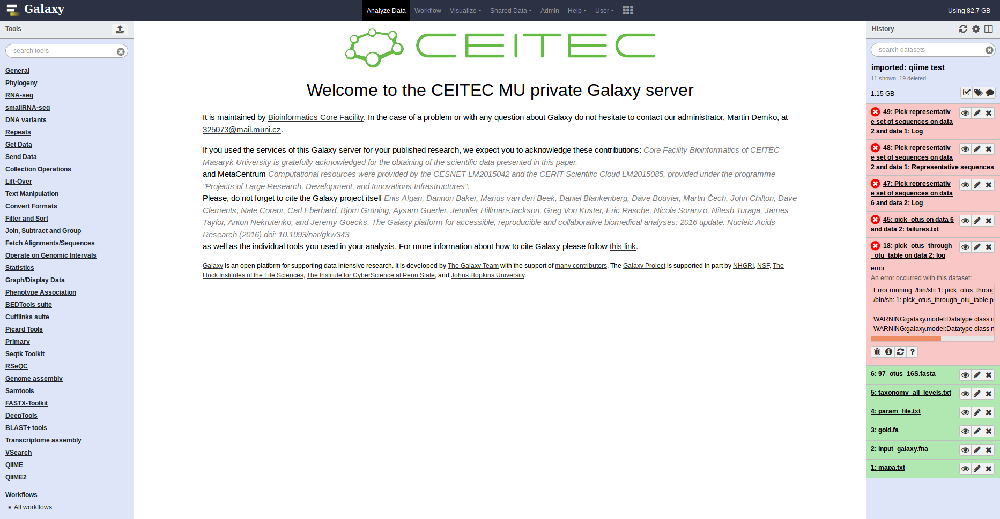 Galaxy
Analyze Data
Workflow
Visualize
Shared Data
Admin
Help
User
Using 82.7 GB
Tools
search tools
General
Phylogeny
RNA-seq
smallRNA-seq
DNA variants
Repeats
Get Data
Send Data
Collection Operations
Lift-Over
Text Manipulation
Convert Formats
Filter and Sort
Join, Subtract and Group
Fetch Alignments/Sequences
Operate on Genomic Intervals
Statistics
Graph/Display Data
Phenotype Association
BEDTools suite
Cufflinks suite
Picard Tools
Primary
Seqtk Toolkit
RSeQC
Genome assembly
Samtools
FASTX-Toolkit
DeepTools
BLAST+ tools
Transcriptome assembly
VSearch
QIIME
QIIME2
Workflows
All workflows
CEITEC
Welcome to the CEITEC MU private Galaxy server
It is maintained by Bioinformatics Core Facility. In the case of a problem or with any question about Galaxy do not hesitate to contact our administrator, Martin Demko, at
325073@mail.muni.cz.
If you used the services of this Galaxy server for your published research, we expect you to acknowledge these contributions: Core Facility Bioinformatics of CEITEC
Masaryk University is gratefully acknowledged for the obtaining of the scientific data presented in this paper.
and MetaCentrum Computational resources were provided by the CESNET LM2015042 and the CERIT Scientific Cloud LM2015085, provided under the programme
"Projects of Large Research, Development, and Innovations Infrastructures".
Please, do not forget to cite the Galaxy project itself Enis Afgan, Dannon Baker, Marius van den Beek, Daniel Blankenberg, Dave Bouvier, Martin Čech, John Chilton, Dave
Clements, Nate Coraor, Carl Eberhard, Björn Grüning, Aysam Guerler, Jennifer Hillman-Jackson, Greg Von Kuster, Eric Rasche, Nicola Soranzo, Nitesh Turaga, James
Taylor, Anton Nekrutenko, and Jeremy Goecks. The Galaxy platform for accessible, reproducible and collaborative biomedical analyses: 2016 update. Nucleic Acids
Research (2016) doi: 10.1093/nar/gkw343
as well as the individual tools you used in your analysis. For more information about how to cite Galaxy please follow this link.
Galaxy is an open platform for supporting data intensive research. It is developed by The Galaxy Team with the support of many contributors. The Galaxy Project is supported in part by NHGRI, NSF, The
Huck Institutes of the Life Sciences, The Institute for CyberScience at Penn State, and Johns Hopkins University.
History
search datasets
imported: qiime test
11 shown, 19 deleted
1.15 GB
49: Pick representativ
e set of sequences on data
2 and data 1: Log
48: Pick representativ
e set of sequences on data
2 and data 1: Representative sequences
47: Pick representativ
e set of sequences on data
6 and data 2: Log
45: pick_otus on data 6
and data 2: failures.txt
18: pick_otus_through
_otu_table on data 2: log
error
An error occurred with this dataset:
Error running /bin/sh: 1: pick_otus_throug
/bin/sh: 1: pick_otus_through_otu_table.p
WARNING:galaxy.model:Datatype class n
WARNING:galaxy.model:Datatype class n
?
6: 97_otus_16S.fasta
5: taxonomy_all_levels.txt
4: param_file.txt
3: gold.fa
2: input_galaxy.fna
1: mapa.txt